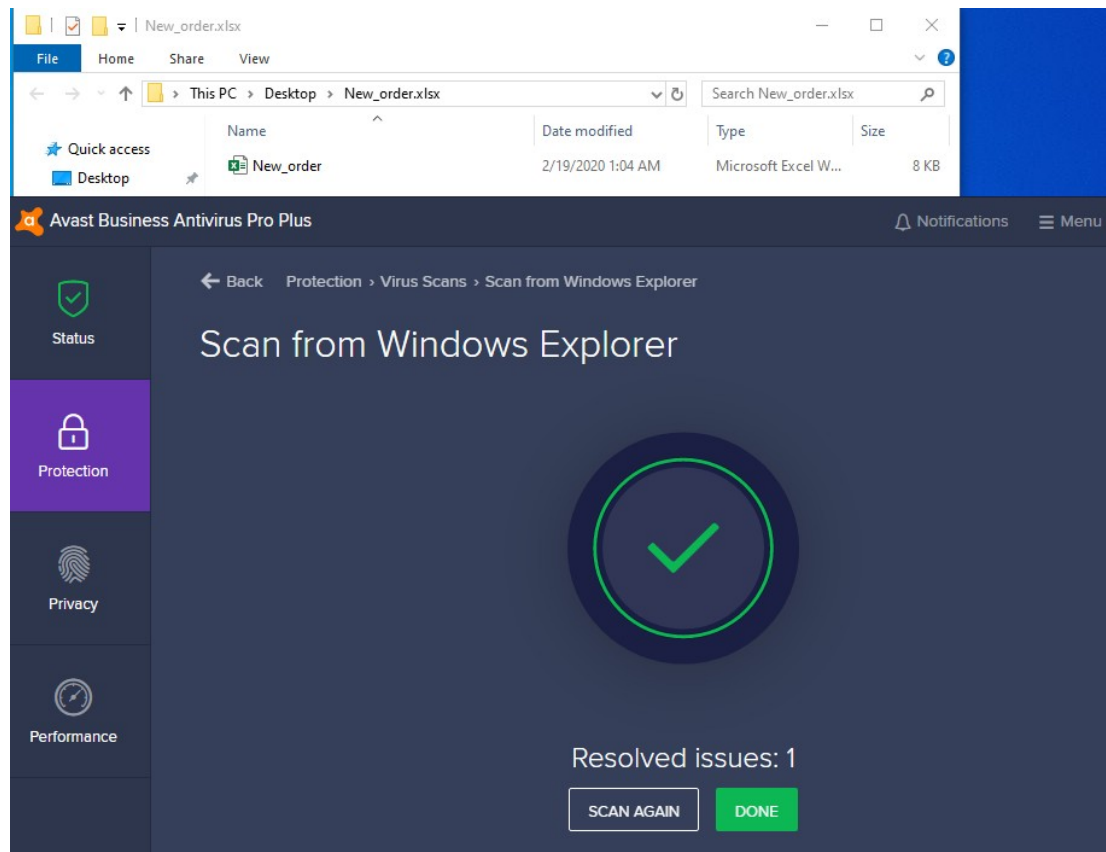 New_order.xlsx
File Home Share View
This PC > Desktop > New_order.xlsx Search New_order.xlsx
Name Date modified Type Size
Quick access
Desktop
New_order 2/19/2020 1:04 AM Microsoft Excel W... 8 KB
Avast Business Antivirus Pro Plus Notifications Menu
Back Protection › Virus Scans › Scan from Windows Explorer
Scan from Windows Explorer
Status
Protection
Privacy
Performance
Resolved issues: 1
SCAN AGAIN DONE